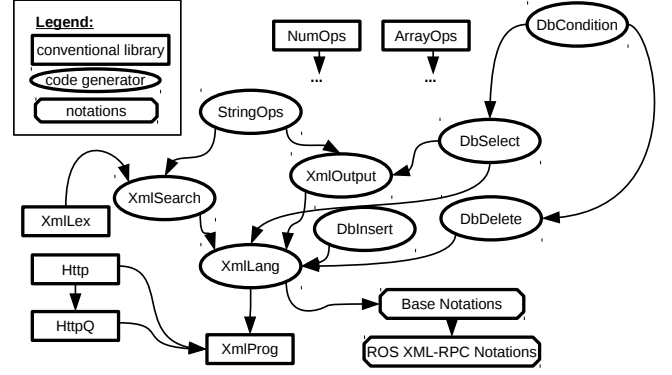 Legend:
conventional library
code generator
notations
NumOps
ArrayOps
DbCondition
...
...
StringOps
DbSelect
XmlOutput
XmlSearch
XmlLex
DbInsert
DbDelete
XmlLang
Http
Base Notations
HttpQ
XmlProg
ROS XML-RPC Notations